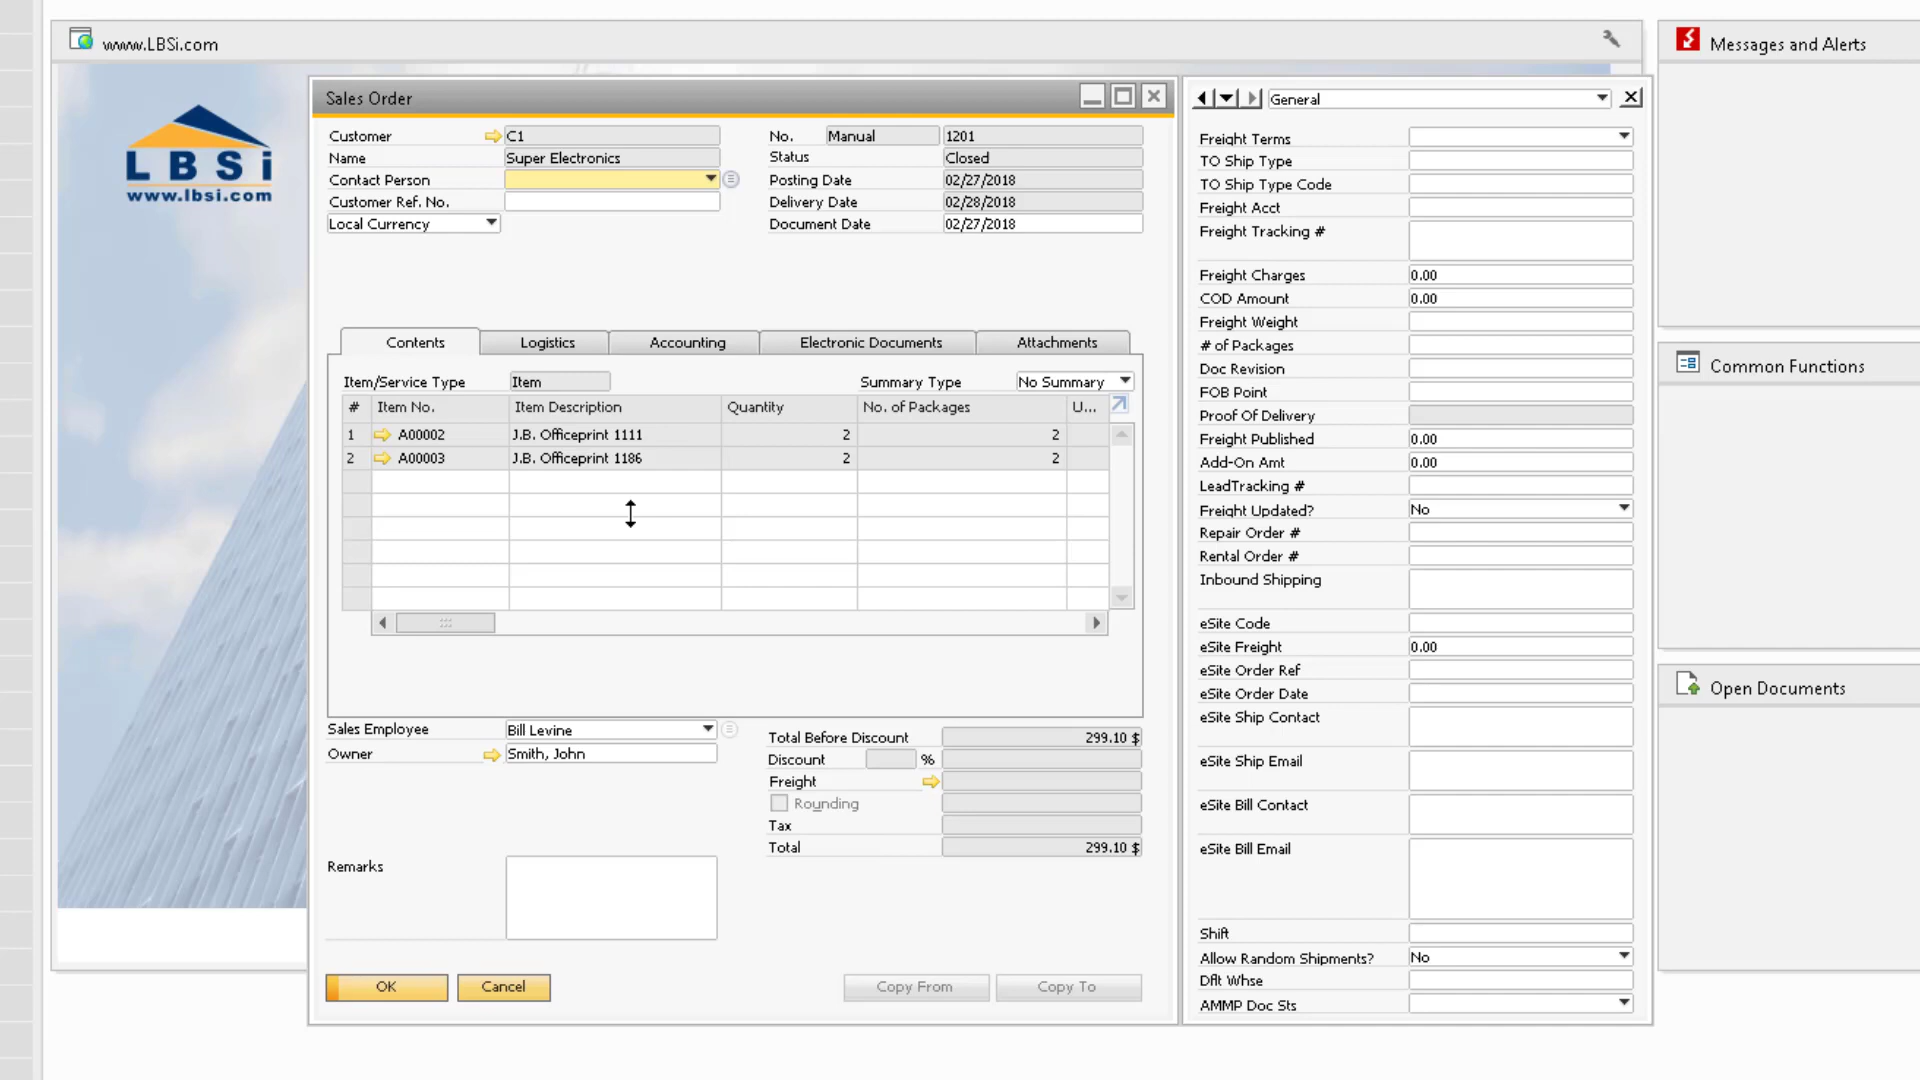 www.LBSi.com
Messages and Alerts
LBSi
www.lbsi.com
Sales Order
Customer C1
Name Super Electronics
Contact Person
Customer Ref. No.
Local Currency
No. Manual 1201
Status Closed
Posting Date 02/27/2018
Delivery Date 02/28/2018
Document Date 02/27/2018
Contents Logistics Accounting Electronic Documents Attachments
Item/Service Type Item Summary Type No Summary
# Item No. Item Description Quantity No. of Packages U...
1 A00002 J.B. Officeprint 1111 2 2
2 A00003 J.B. Officeprint 1186 2 2
Sales Employee Bill Levine
Owner Smith, John
Total Before Discount 299.10 $
Discount %
Freight
Rounding
Tax
Total 299.10 $
Remarks
OK Cancel Copy From Copy To
General
Freight Terms
TO Ship Type
TO Ship Type Code
Freight Acct
Freight Tracking #
Freight Charges 0.00
COD Amount 0.00
Freight Weight
# of Packages
Doc Revision
FOB Point
Proof Of Delivery
Freight Published 0.00
Add-On Amt 0.00
LeadTracking #
Freight Updated? No
Repair Order #
Rental Order #
Inbound Shipping
eSite Code
eSite Freight 0.00
eSite Order Ref
eSite Order Date
eSite Ship Contact
eSite Ship Email
eSite Bill Contact
eSite Bill Email
Shift
Allow Random Shipments? No
Dflt Whse
AMMP Doc Sts
Common Functions
Open Documents